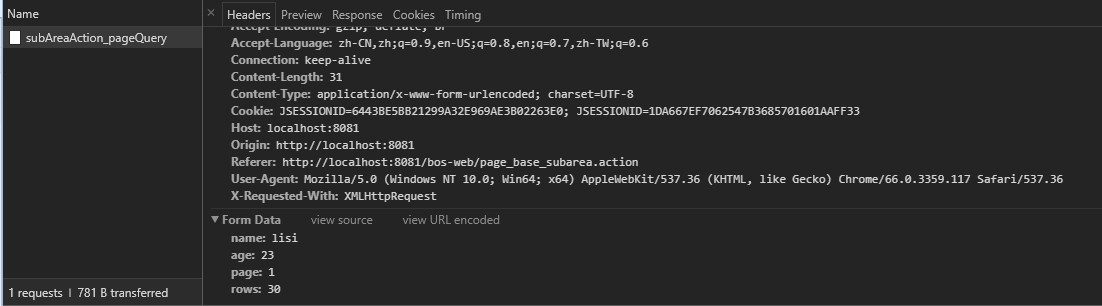 Name
× Headers Preview Response Cookies Timing
subAreaAction_pageQuery
Accept-Encoding: gzip, deflate, br
Accept-Language: zh-CN,zh;q=0.9,en-US;q=0.8,en;q=0.7,zh-TW;q=0.6
Connection: keep-alive
Content-Length: 31
Content-Type: application/x-www-form-urlencoded; charset=UTF-8
Cookie: JSESSIONID=6443BE5BB21299A32E969AE3B02263E0; JSESSIONID=1DA667EF7062547B3685701601AAFF33
Host: localhost:8081
Origin: http://localhost:8081
Referer: http://localhost:8081/bos-web/page_base_subarea.action
User-Agent: Mozilla/5.0 (Windows NT 10.0; Win64; x64) AppleWebKit/537.36 (KHTML, like Gecko) Chrome/66.0.3359.117 Safari/537.36
X-Requested-With: XMLHttpRequest
▼ Form Data view source view URL encoded
name: lisi
age: 23
page: 1
rows: 30
1 requests | 781 B transferred